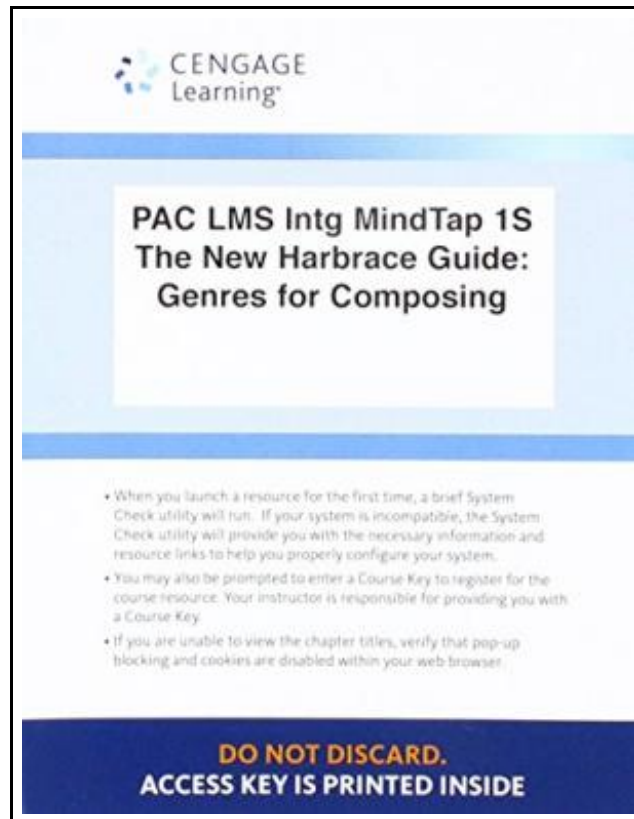 CENGAGE
Learning®
PAC LMS Intg MindTap 1S
The New Harbrace Guide:
Genres for Composing
• When you launch a resource for the first time, a brief System
Check utility will run. If your system is incompatible, the System
Check utility will provide you with the necessary information and
resource links to help you properly configure your system.
• You may also be prompted to enter a Course Key to register for the
course resource. Your instructor is responsible for providing you with
a Course Key.
• If you are unable to view the chapter titles, verify that pop-up
blocking and cookies are disabled within your web browser.
DO NOT DISCARD.
ACCESS KEY IS PRINTED INSIDE